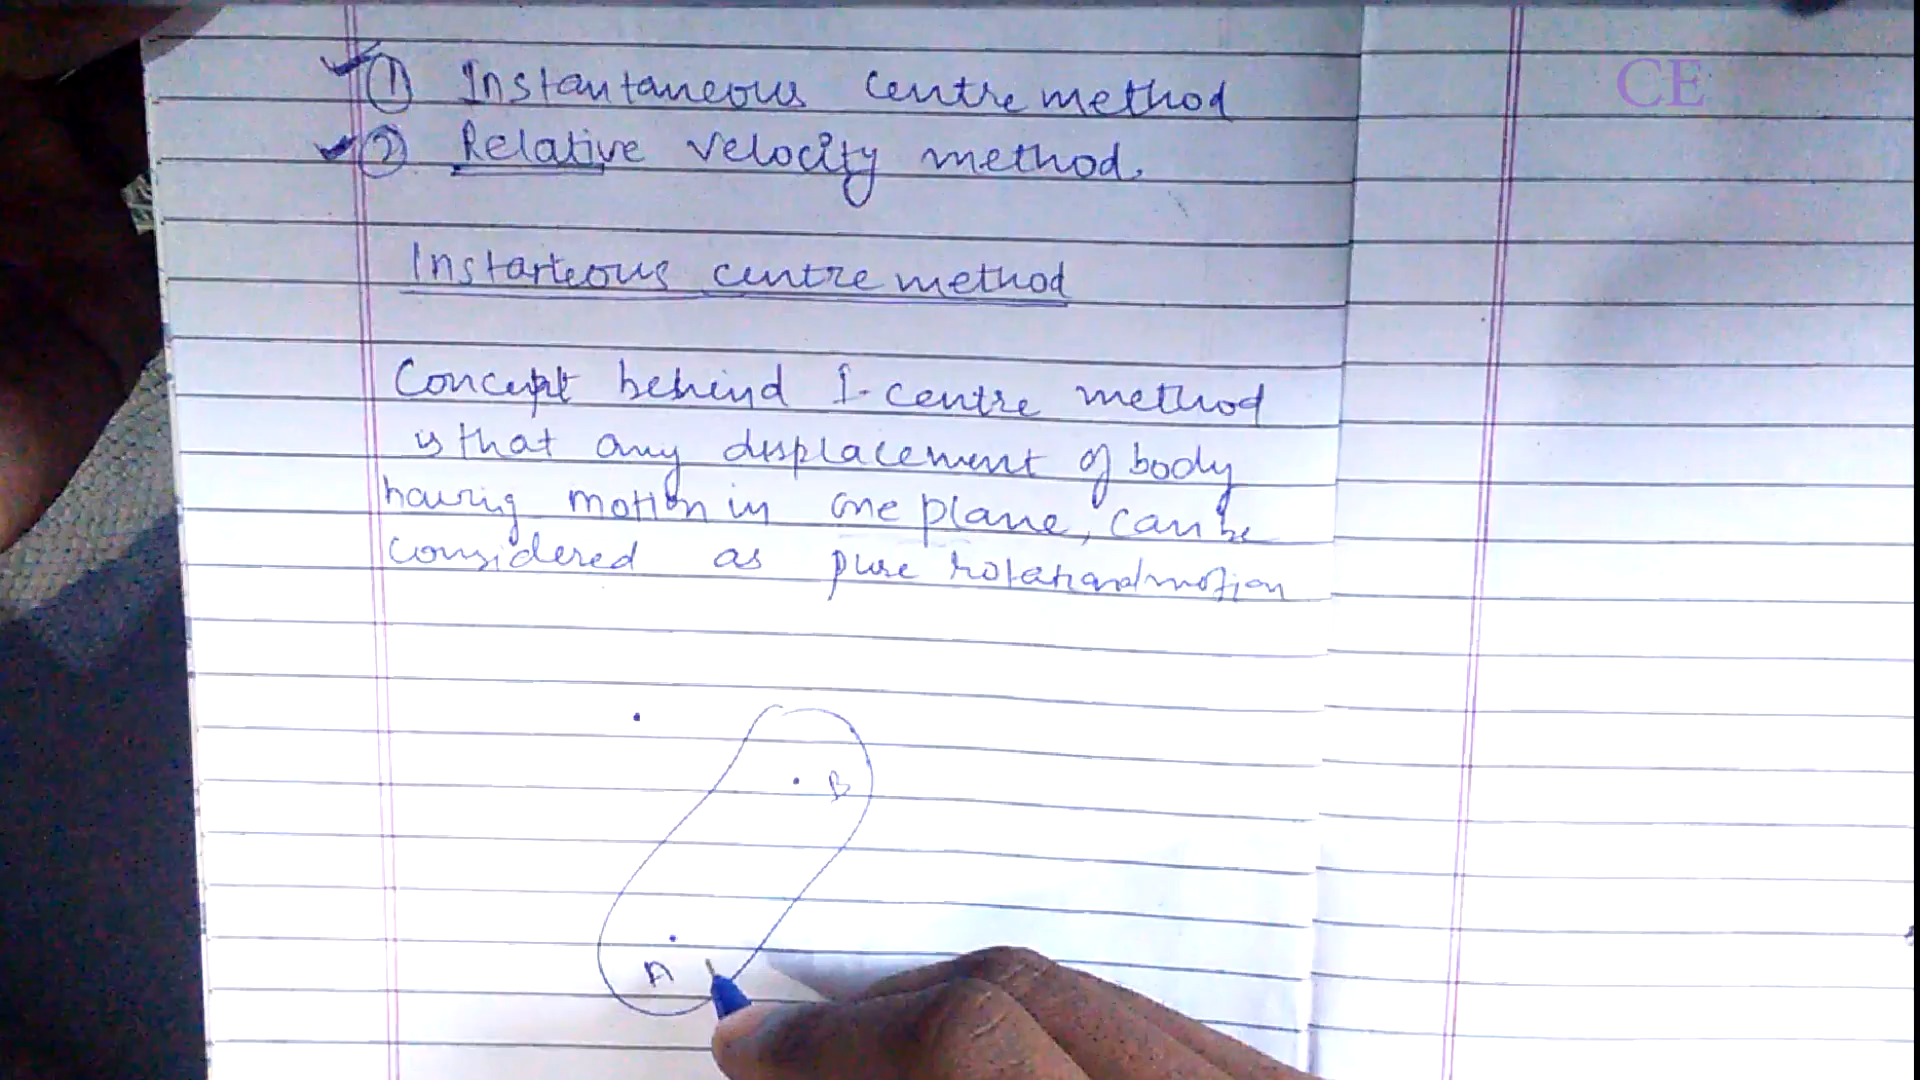 ① Instantaneous centre method
CE
② Relative velocity method.
Instanteous centre method
Concept behind I-centre method
is that any displacement of body
having motion in one plane, can be
considered as pure rotational motion
B
A